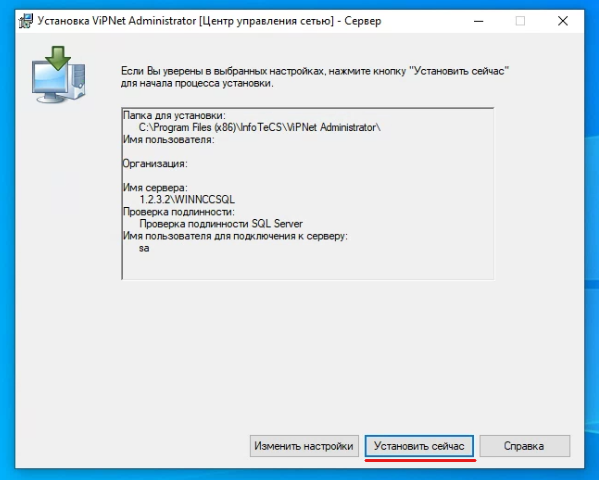 Установка ViPNet Administrator [Центр управления сетью] - Сервер
Если Вы уверены в выбранных настройках, нажмите кнопку "Установить сейчас"
для начала процесса установки.
Папка для установки:
C:\Program Files (x86)\InfoTeCS\ViPNet Administrator\
Имя пользователя:
Организация:
Имя сервера:
1.2.3.2\WINNCCSQL
Проверка подлинности:
Проверка подлинности SQL Server
Имя пользователя для подключения к серверу:
sa
Изменить настройки
Установить сейчас
Справка